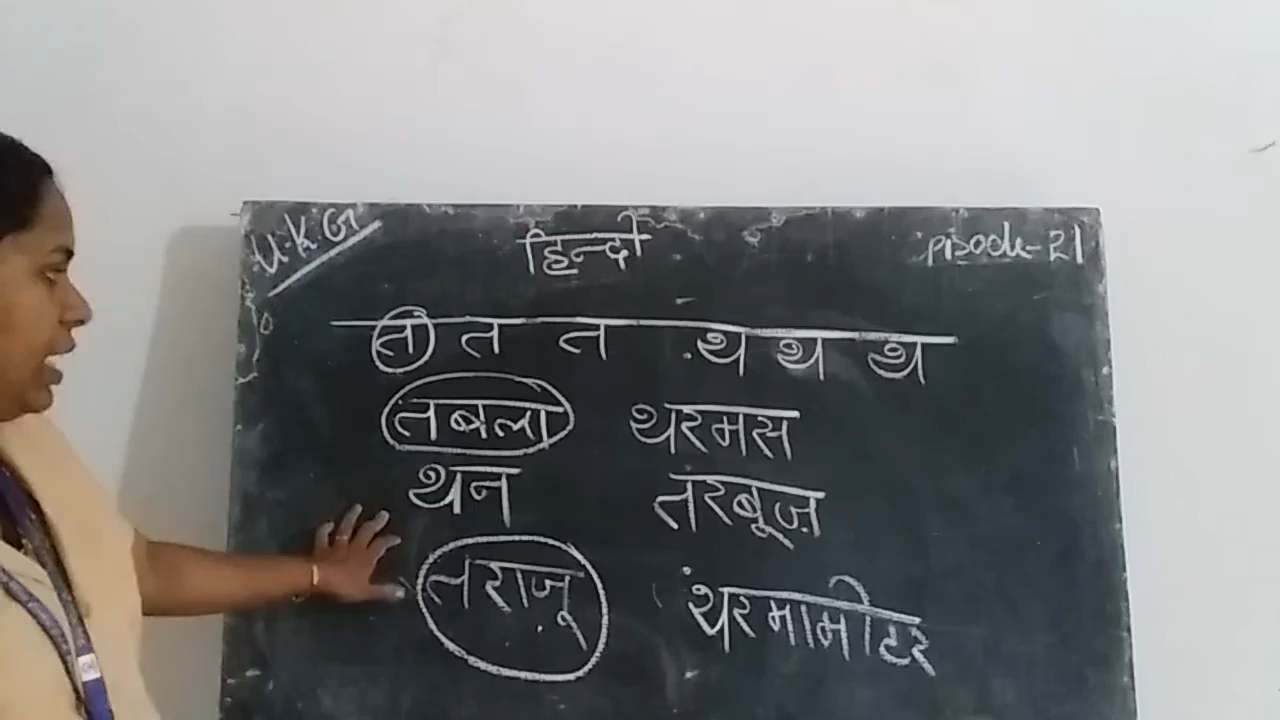 U.K.G हिन्दी pisode-21
त त त थ थ थ
तबला थरमस
थन तरबूज़
तराजू थरमामीटर